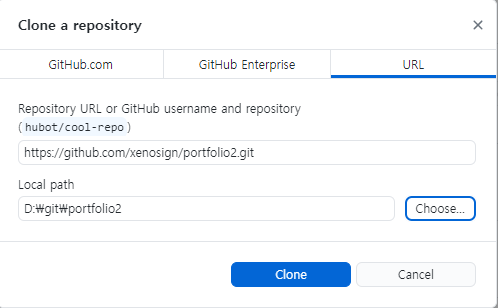 Clone a repository
GitHub.com
GitHub Enterprise
URL
Repository URL or GitHub username and repository
(hubot/cool-repo)
https://github.com/xenosign/portfolio2.git
Local path
D:₩git₩portfolio2
Choose...
Clone
Cancel